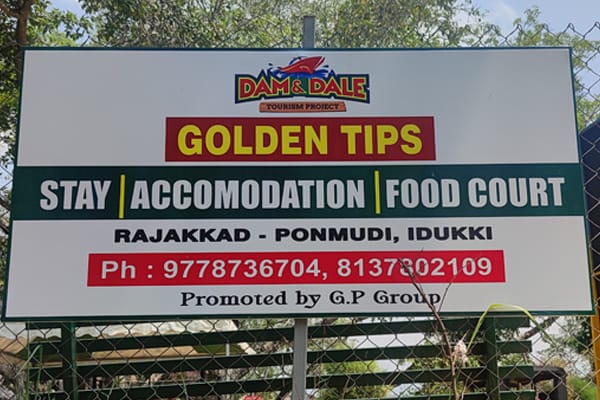 DAM & DALE
TOURISM PROJECT
GOLDEN TIPS
STAY | ACCOMODATION | FOOD COURT
RAJAKKAD - PONMUDI, IDUKKI
Ph : 9778736704, 8137802109
Promoted by G.P Group